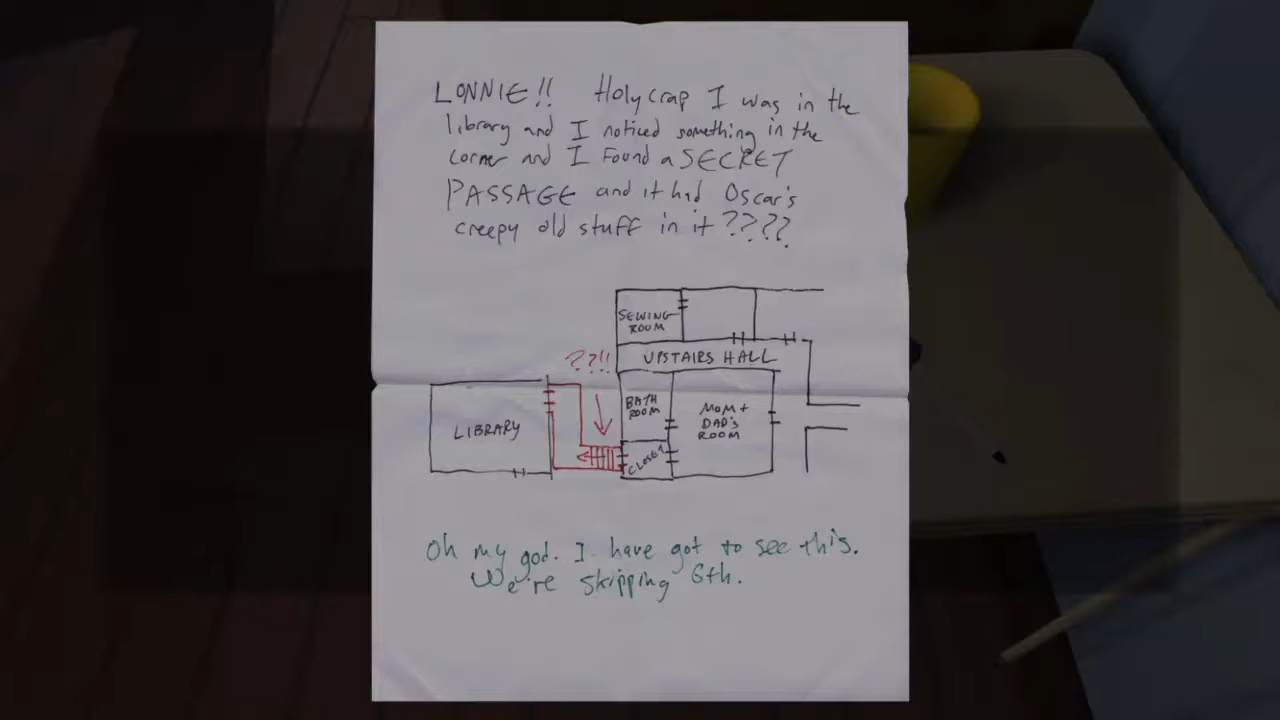 LONNIE!! Holy crap I was in the
library and I noticed something in the
corner and I found a SECRET
PASSAGE and it had Oscar's
creepy old stuff in it ????
SEWING
ROOM
UPSTAIRS HALL
??!!
BATH
ROOM
MOM +
DAD'S
ROOM
LIBRARY
CLOSET
Oh my god. I have got to see this.
We're skipping 6th.